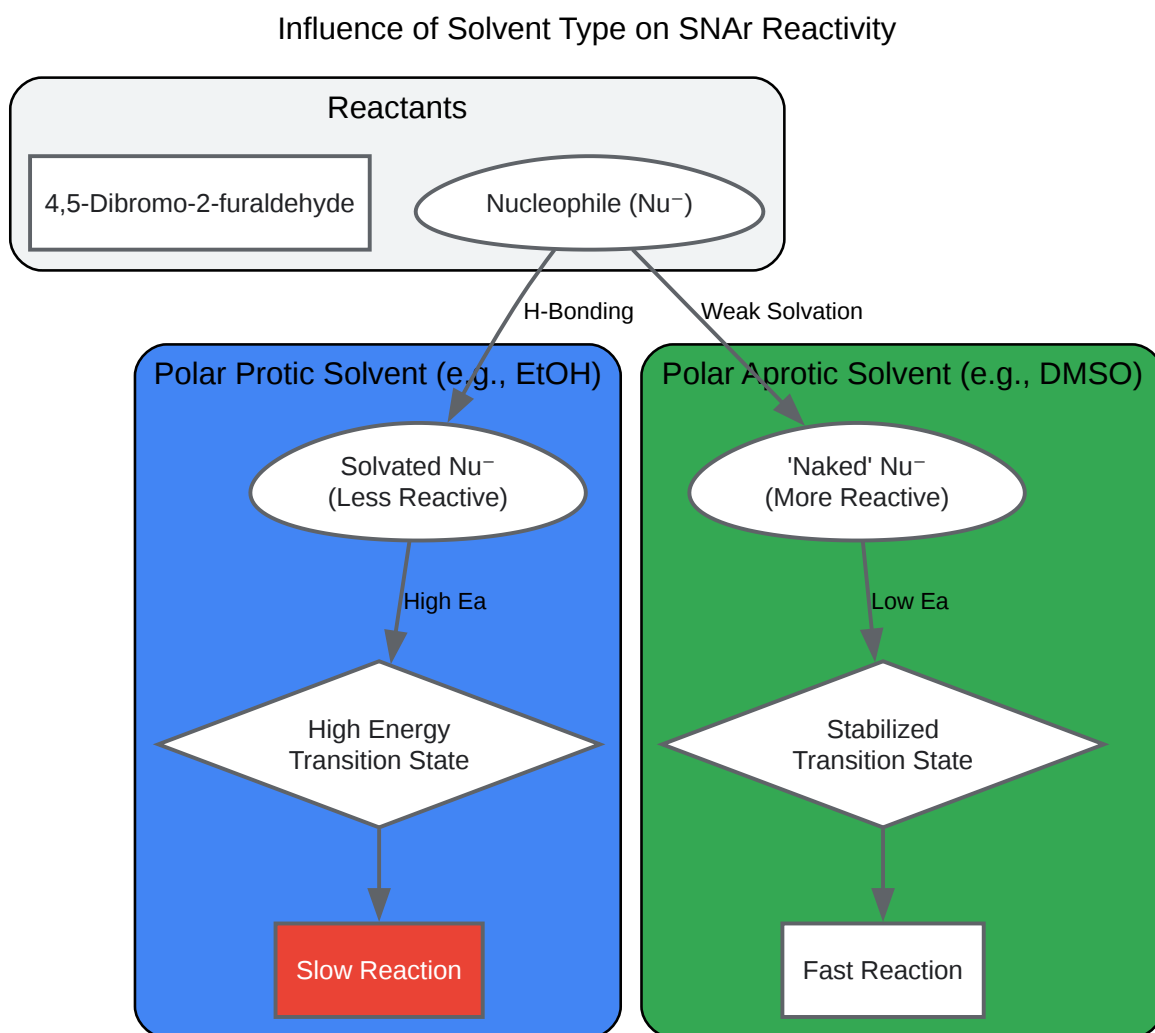 Influence of Solvent Type on SNAr Reactivity
Reactants
4,5-Dibromo-2-furaldehyde
Nucleophile (Nu⁻)
H-Bonding
Weak Solvation
Polar Protic Solvent (e.g., EtOH)
Polar Aprotic Solvent (e.g., DMSO)
Solvated Nu⁻
(Less Reactive)
'Naked' Nu⁻
(More Reactive)
High Ea
Low Ea
High Energy
Transition State
Stabilized
Transition State
Slow Reaction
Fast Reaction